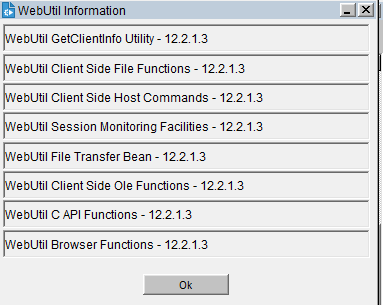 WebUtil Information
WebUtil GetClientInfo Utility - 12.2.1.3
WebUtil Client Side File Functions - 12.2.1.3
WebUtil Client Side Host Commands - 12.2.1.3
WebUtil Session Monitoring Facilities - 12.2.1.3
WebUtil File Transfer Bean - 12.2.1.3
WebUtil Client Side Ole Functions - 12.2.1.3
WebUtil C API Functions - 12.2.1.3
WebUtil Browser Functions - 12.2.1.3
Ok